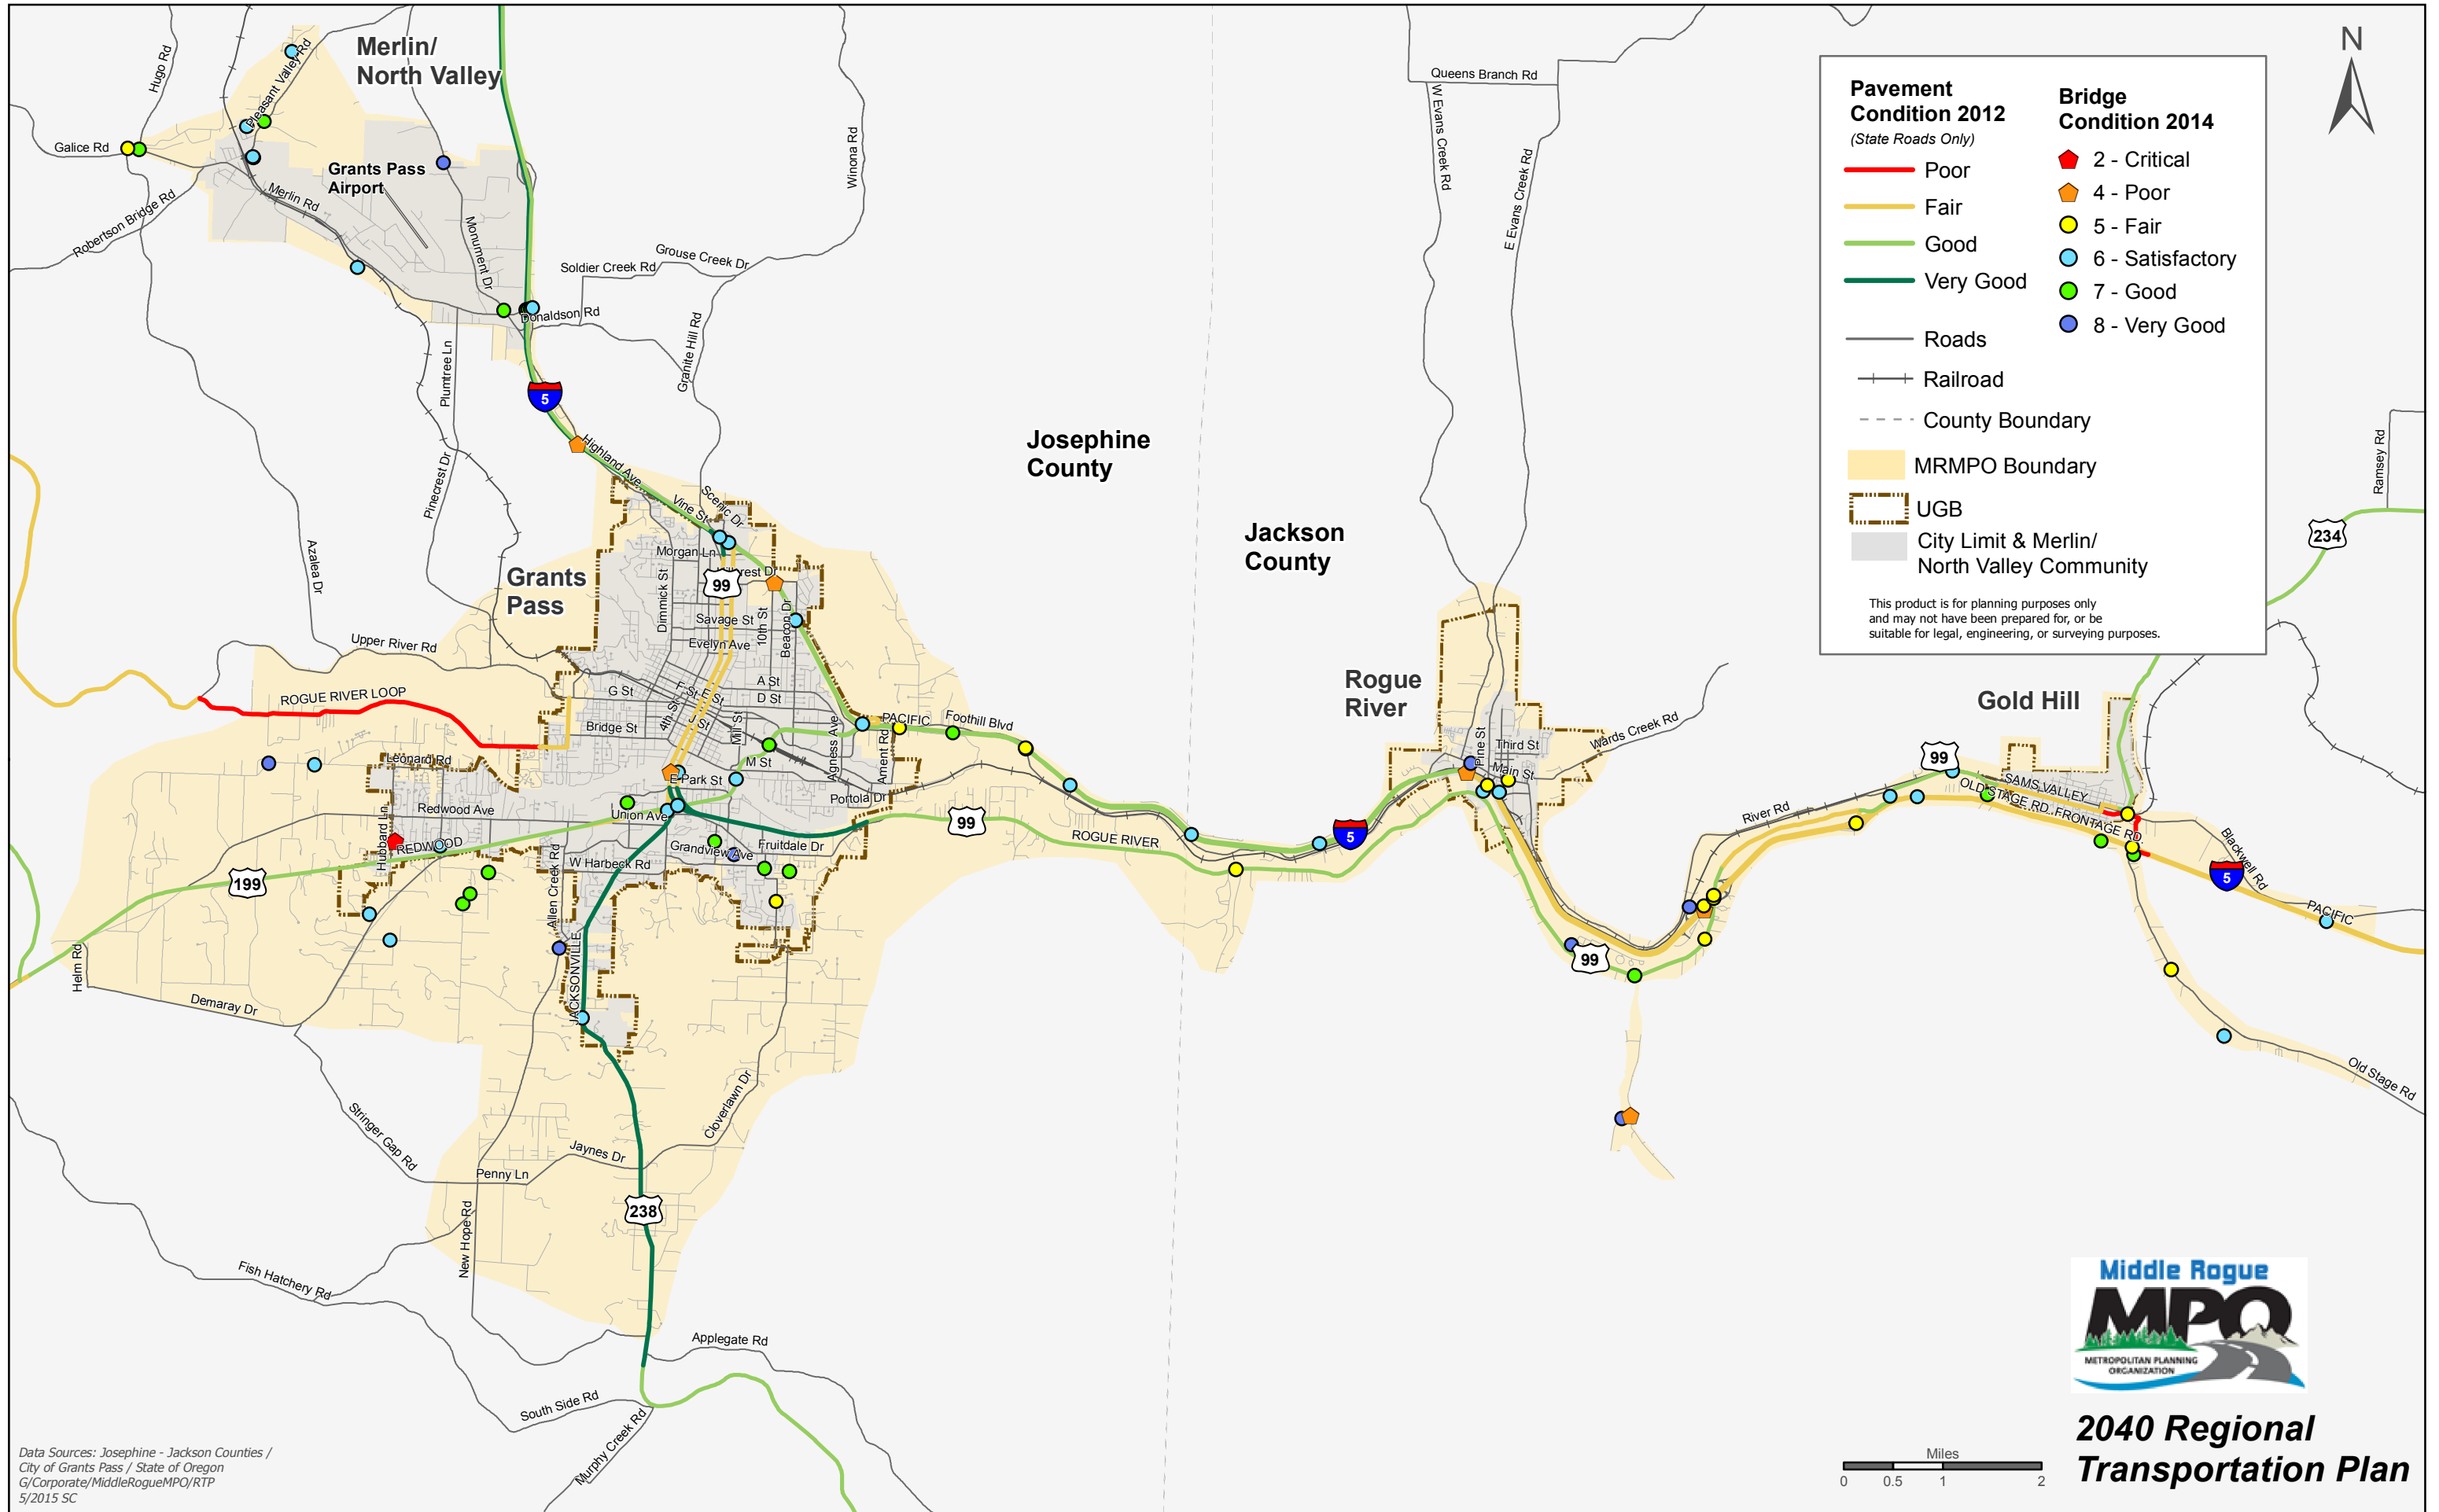 Merlin/
North Valley
Hugo Rd
Pleasant Valley Rd
Galice Rd
Grants Pass
Airport
Merlin Rd
Robertson Bridge Rd
Monument Dr
Winona Rd
Grouse Creek Dr
Soldier Creek Rd
Donaldson Rd
Granite Hill Rd
Plumtree Ln
5
Highland Ave
Pinecrest Dr
Azalea Dr
Scenic Dr
Vine St
Morgan Ln
99
Grants
Pass
Dimmick St
Savage St
10th St
Beacon Dr
Evelyn Ave
Upper River Rd
ROGUE RIVER LOOP
A St
D St
G St
F St
E St
4th St
J St
Bridge St
Mill St
M St
Agness Ave
PACIFIC
Foothill Blvd
Ament Rd
Leonard Rd
E Park St
Portola Dr
Redwood Ave
Union Ave
99
ROGUE RIVER
Hubbard Ln
REDWOOD
Grandview Ave
Fruitdale Dr
W Harbeck Rd
Allen Creek Rd
199
JACKSONVILLE
Helm Rd
Demaray Dr
Cloverlawn Dr
Stringer Gap Rd
Jaynes Dr
Penny Ln
New Hope Rd
238
Fish Hatchery Rd
Applegate Rd
South Side Rd
Murphy Creek Rd
Josephine
County
Jackson
County
Queens Branch Rd
W Evans Creek Rd
E Evans Creek Rd
Rogue
River
Pine St
Third St
Main St
Wards Creek Rd
5
99
River Rd
Gold Hill
99
SAMS VALLEY
OLD STAGE RD, FRONTAGE RD
Blackwell Rd
5
PACIFIC
Old Stage Rd
Ramsey Rd
234
N
Pavement
Condition 2012
(State Roads Only)
Poor
Fair
Good
Very Good
Roads
Railroad
County Boundary
MRMPO Boundary
UGB
City Limit & Merlin/
North Valley Community
Bridge
Condition 2014
2 - Critical
4 - Poor
5 - Fair
6 - Satisfactory
7 - Good
8 - Very Good
This product is for planning purposes only
and may not have been prepared for, or be
suitable for legal, engineering, or surveying purposes.
Middle Rogue
MPO
METROPOLITAN PLANNING
ORGANIZATION
2040 Regional
Transportation Plan
Miles
0 0.5 1 2
Data Sources: Josephine - Jackson Counties /
City of Grants Pass / State of Oregon
G/Corporate/MiddleRogueMPO/RTP
5/2015 SC